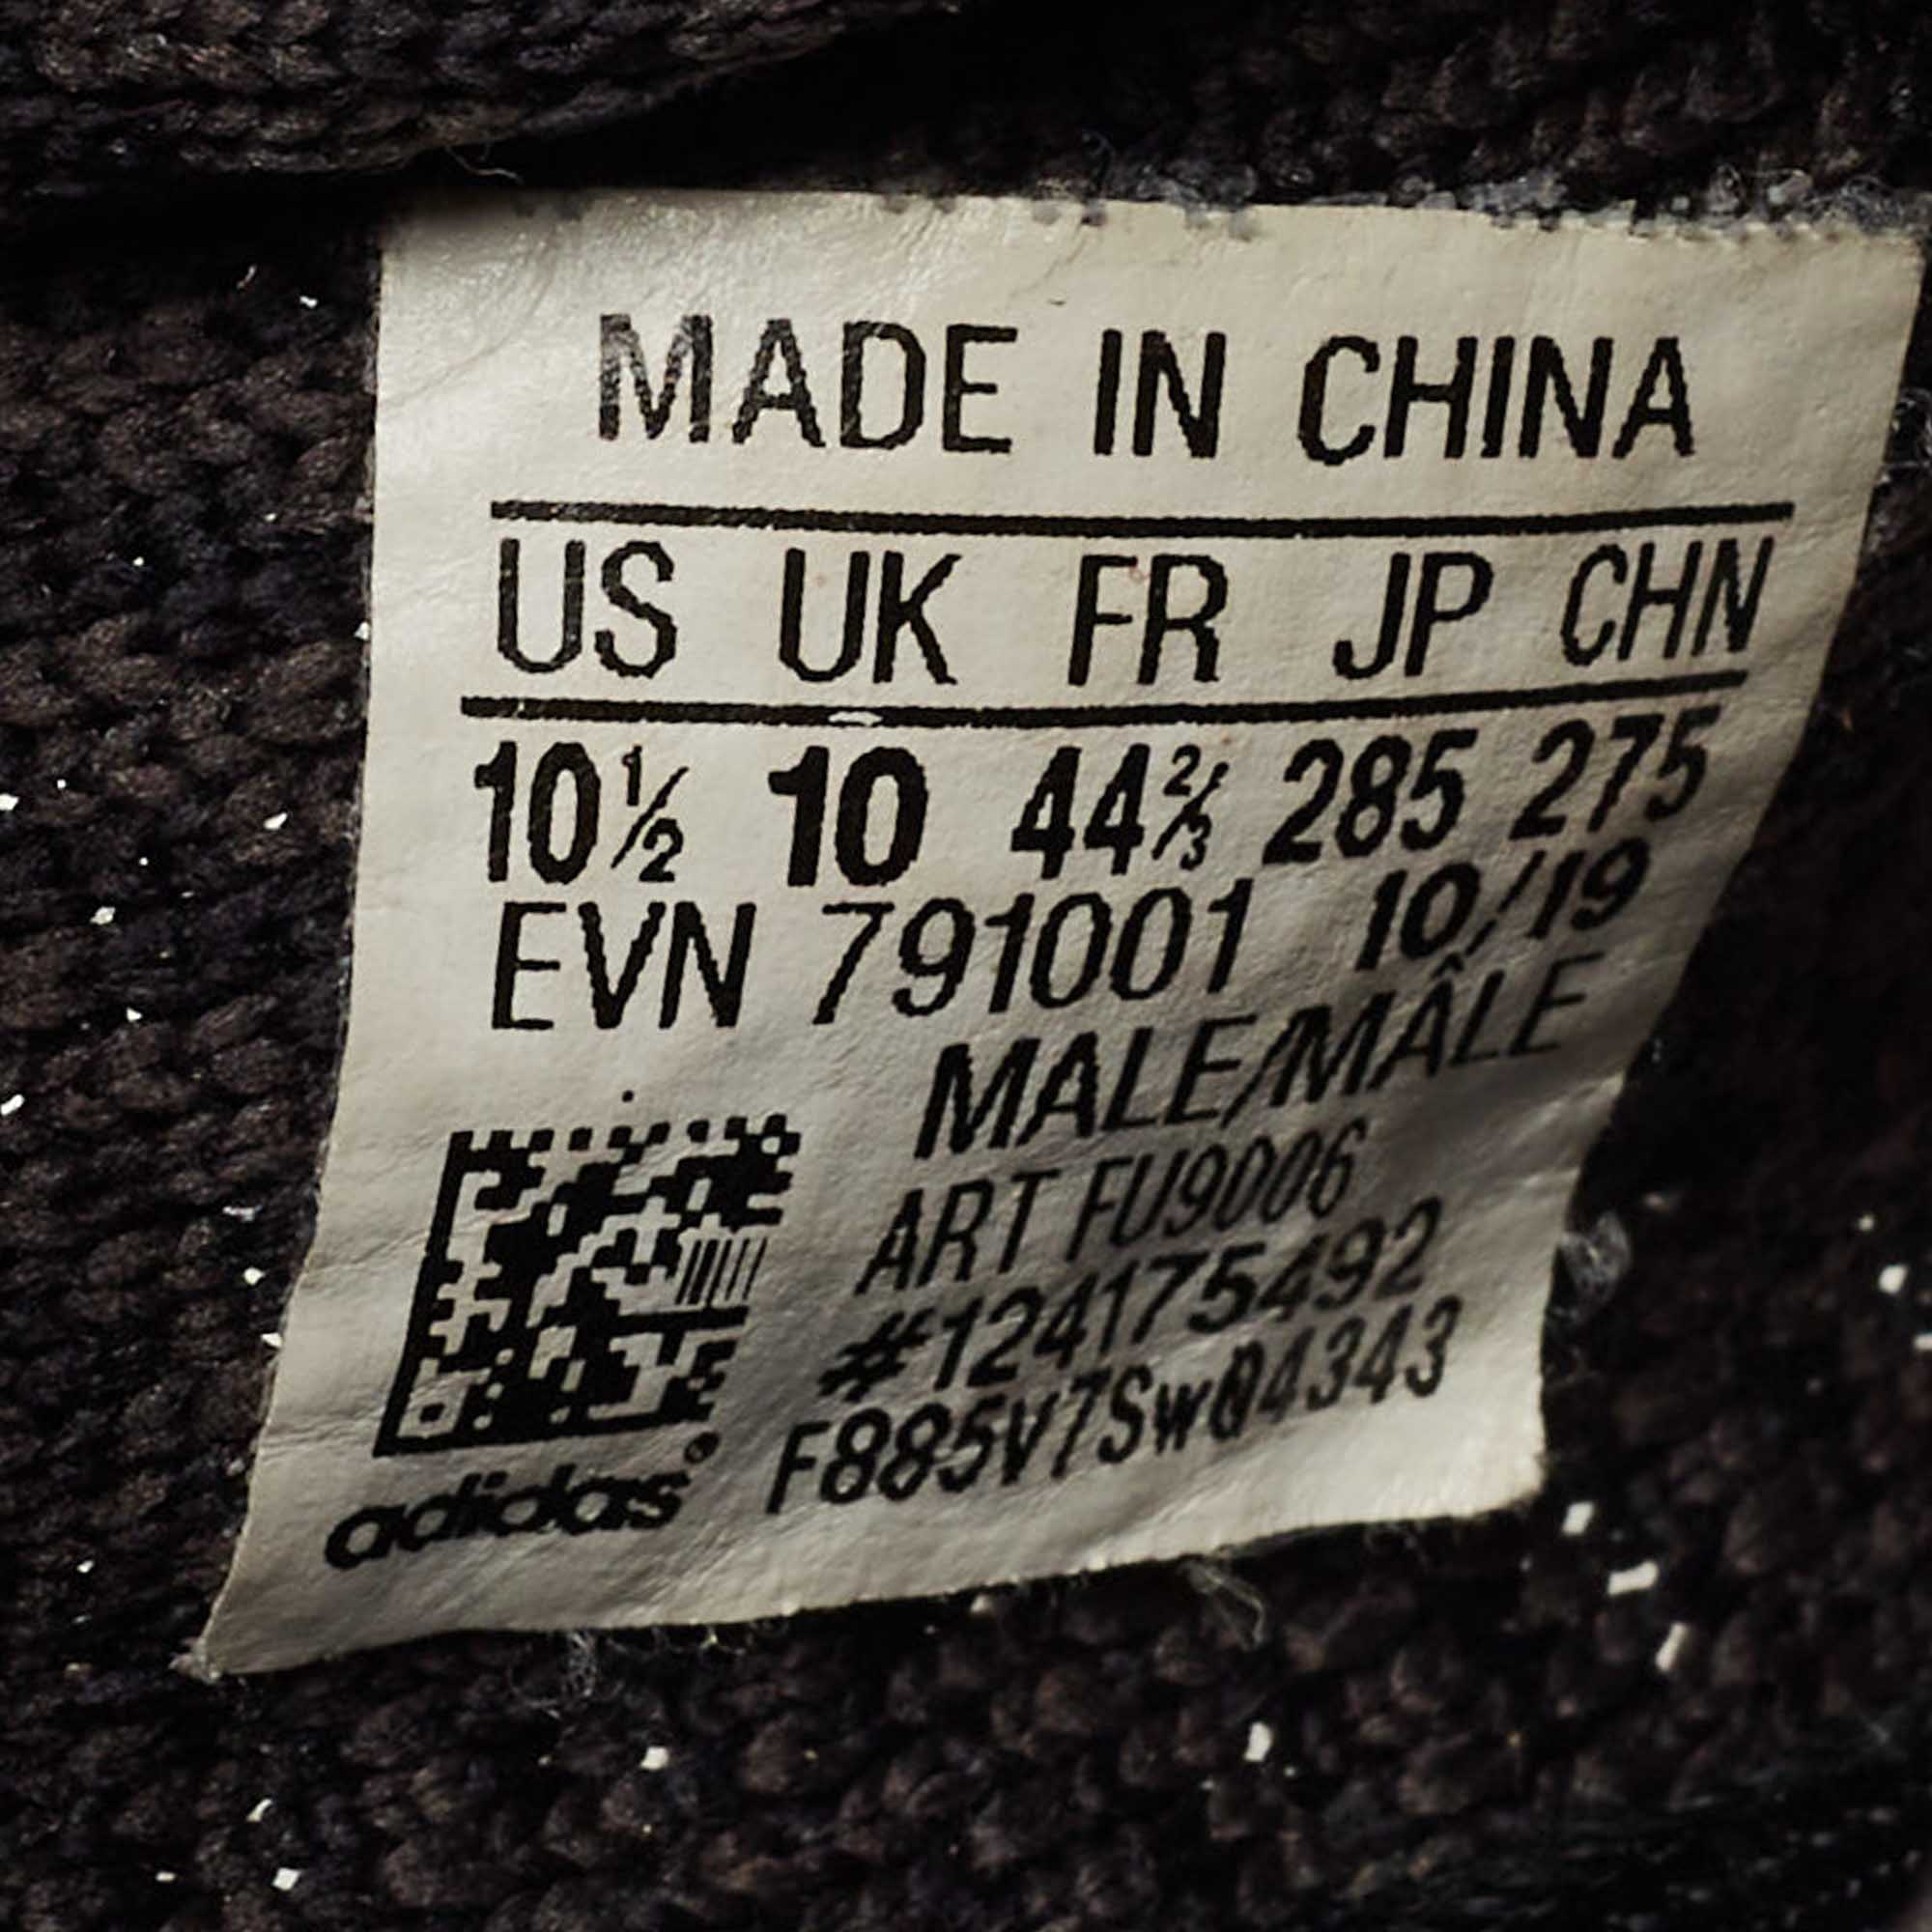 MADE IN CHINA
US UK FR JP CHN
10½ 10 44⅔ 285 275
EVN 791001 10/19
MALE/MÂLE
ART FU9006
#124175492
F885V7Sw04343
adidas®